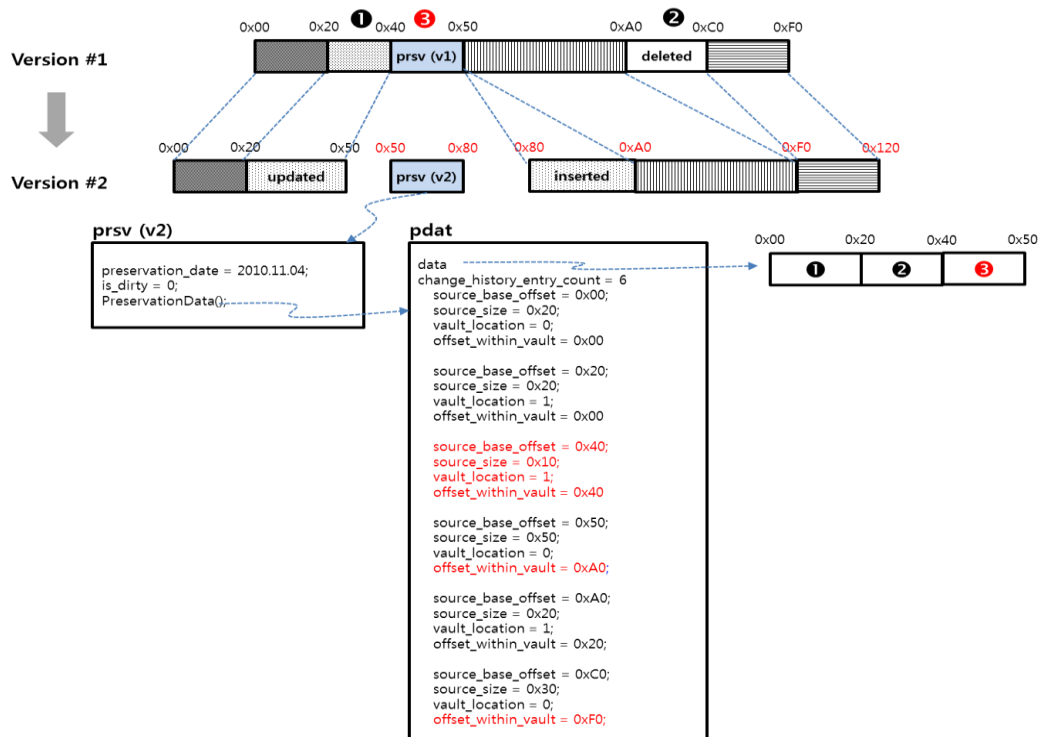 ❶ ❸ ❷
0x00 0x20 0x40 0x50 0xA0 0xC0 0xF0
Version #1 prsv (v1) deleted
0x00 0x20 0x50 0x50 0x80 0x80 0xA0 0xF0 0x120
Version #2 updated prsv (v2) inserted
prsv (v2)
preservation_date = 2010.11.04;
is_dirty = 0;
PreservationData();
pdat
data
change_history_entry_count = 6
source_base_offset = 0x00;
source_size = 0x20;
vault_location = 0;
offset_within_vault = 0x00
source_base_offset = 0x20;
source_size = 0x20;
vault_location = 1;
offset_within_vault = 0x00
source_base_offset = 0x40;
source_size = 0x10;
vault_location = 1;
offset_within_vault = 0x40
source_base_offset = 0x50;
source_size = 0x50;
vault_location = 0;
offset_within_vault = 0xA0;
source_base_offset = 0xA0;
source_size = 0x20;
vault_location = 1;
offset_within_vault = 0x20;
source_base_offset = 0xC0;
source_size = 0x30;
vault_location = 0;
offset_within_vault = 0xF0;
0x00 0x20 0x40 0x50
❶ ❷ ❸